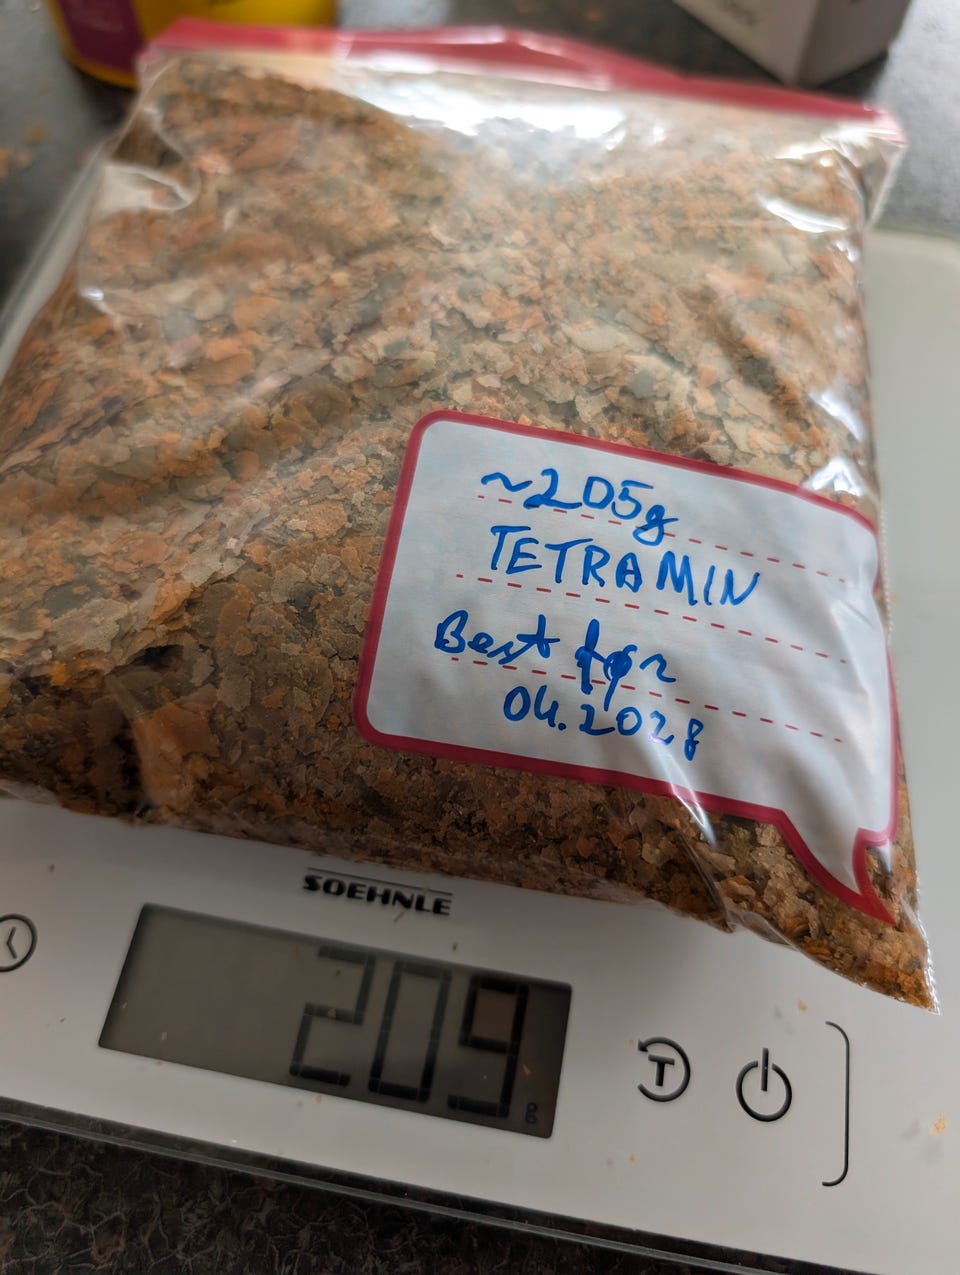 ~205g
TETRAMIN
Best for
04.2028
SOEHNLE
209 g
T